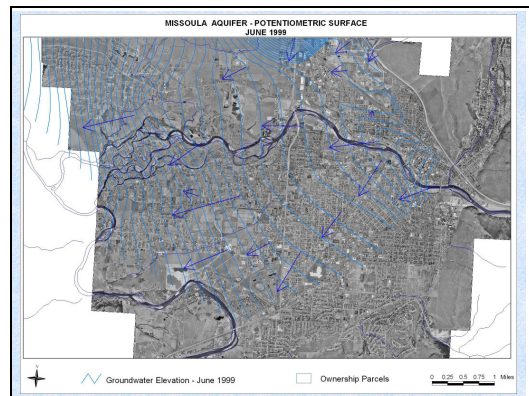 MISSOULA AQUIFER - POTENTIOMETRIC SURFACE
JUNE 1999
N
Groundwater Elevation - June 1999
Ownership Parcels
0 0.25 0.5 0.75 1 Miles